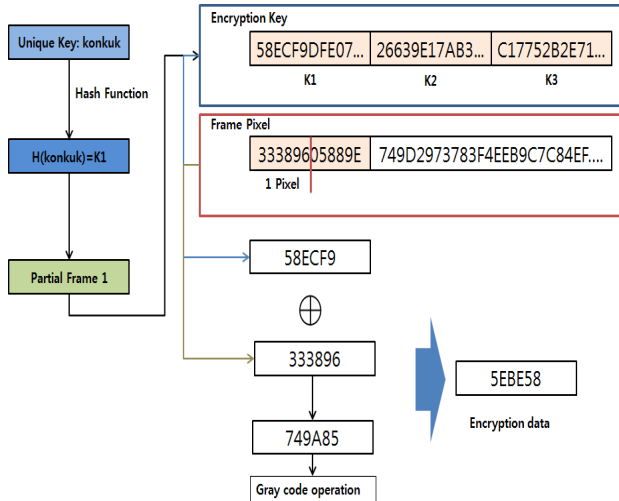 Encryption Key
Unique Key: konkuk
58ECF9DFE07... 26639E17AB3... C17752B2E71...
K1 K2 K3
Hash Function
Frame Pixel
H(konkuk)=K1
33389605889E 749D2973783F4EEB9C7C84EF....
1 Pixel
58ECF9
Partial Frame 1
333896
5EBE58
Encryption data
749A85
Gray code operation